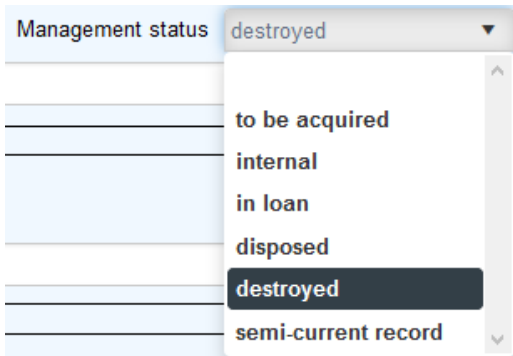 Management status destroyed
to be acquired
internal
in loan
disposed
destroyed
semi-current record